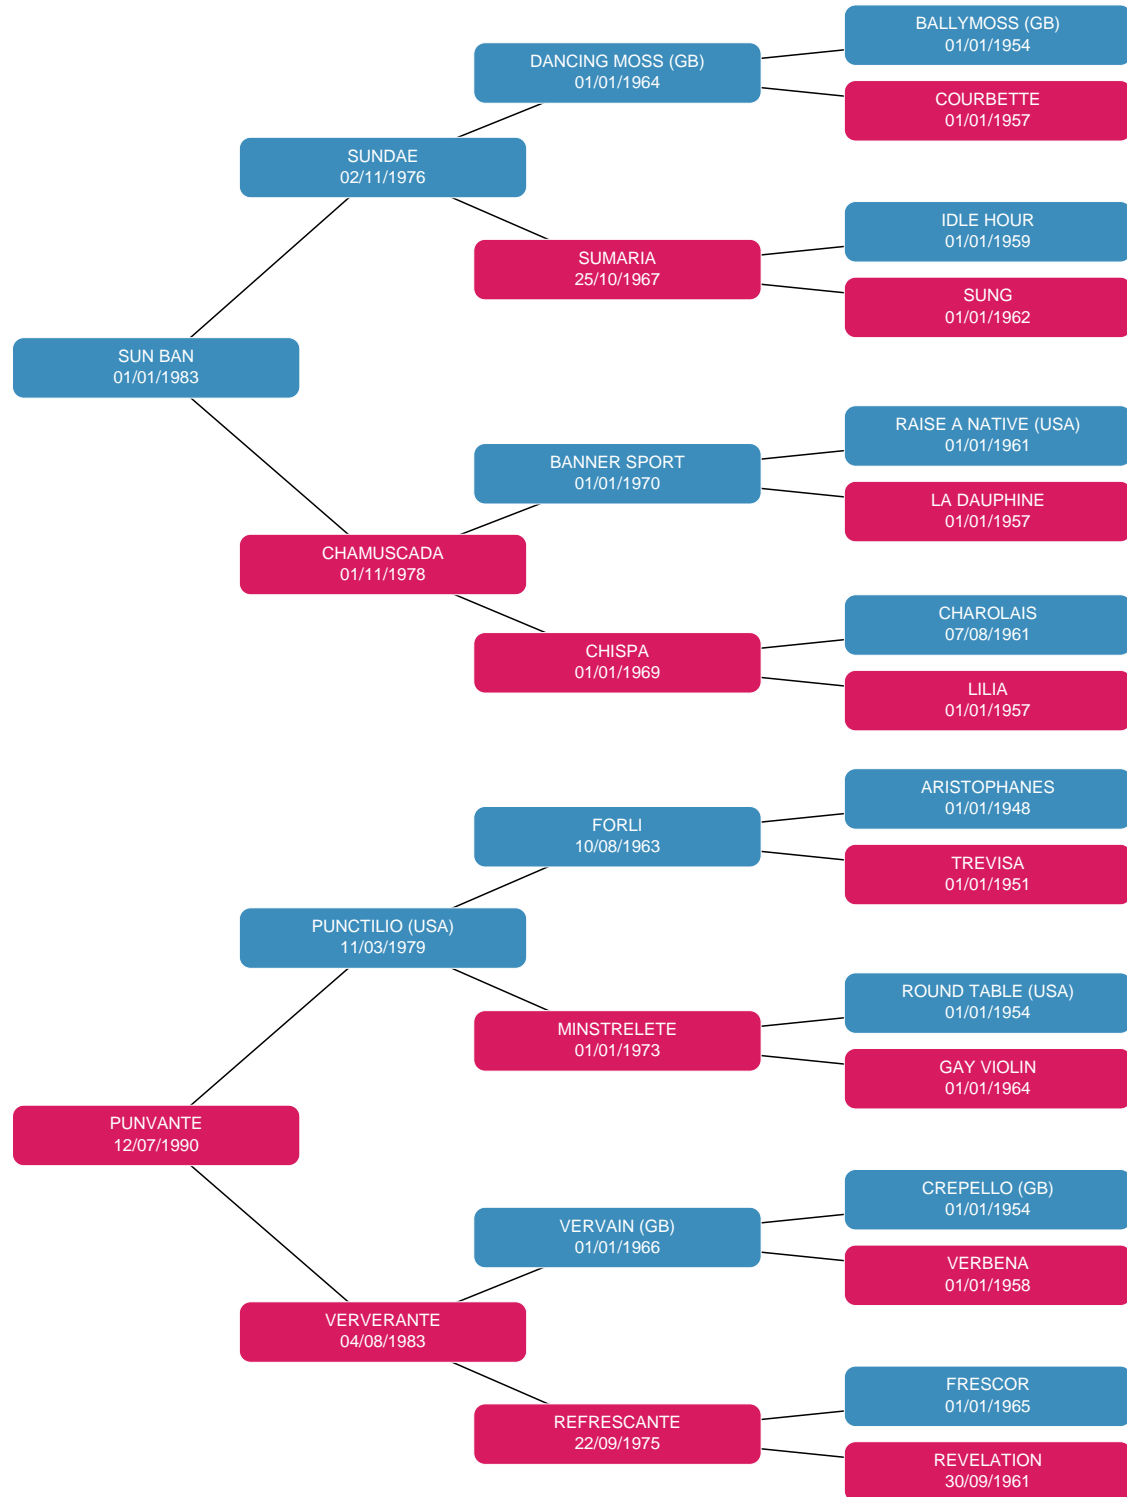 BALLYMOSS (GB)
01/01/1954
DANCING MOSS (GB)
01/01/1964
COURBETTE
01/01/1957
SUNDAE
02/11/1976
IDLE HOUR
01/01/1959
SUMARIA
25/10/1967
SUNG
01/01/1962
SUN BAN
01/01/1983
RAISE A NATIVE (USA)
01/01/1961
BANNER SPORT
01/01/1970
LA DAUPHINE
01/01/1957
CHAMUSCADA
01/11/1978
CHAROLAIS
07/08/1961
CHISPA
01/01/1969
LILIA
01/01/1957
ARISTOPHANES
01/01/1948
FORLI
10/08/1963
TREVISA
01/01/1951
PUNCTILIO (USA)
11/03/1979
ROUND TABLE (USA)
01/01/1954
MINSTRELETE
01/01/1973
GAY VIOLIN
01/01/1964
PUNVANTE
12/07/1990
CREPELLO (GB)
01/01/1954
VERVAIN (GB)
01/01/1966
VERBENA
01/01/1958
VERVERANTE
04/08/1983
FRESCOR
01/01/1965
REFRESCANTE
22/09/1975
REVELATION
30/09/1961